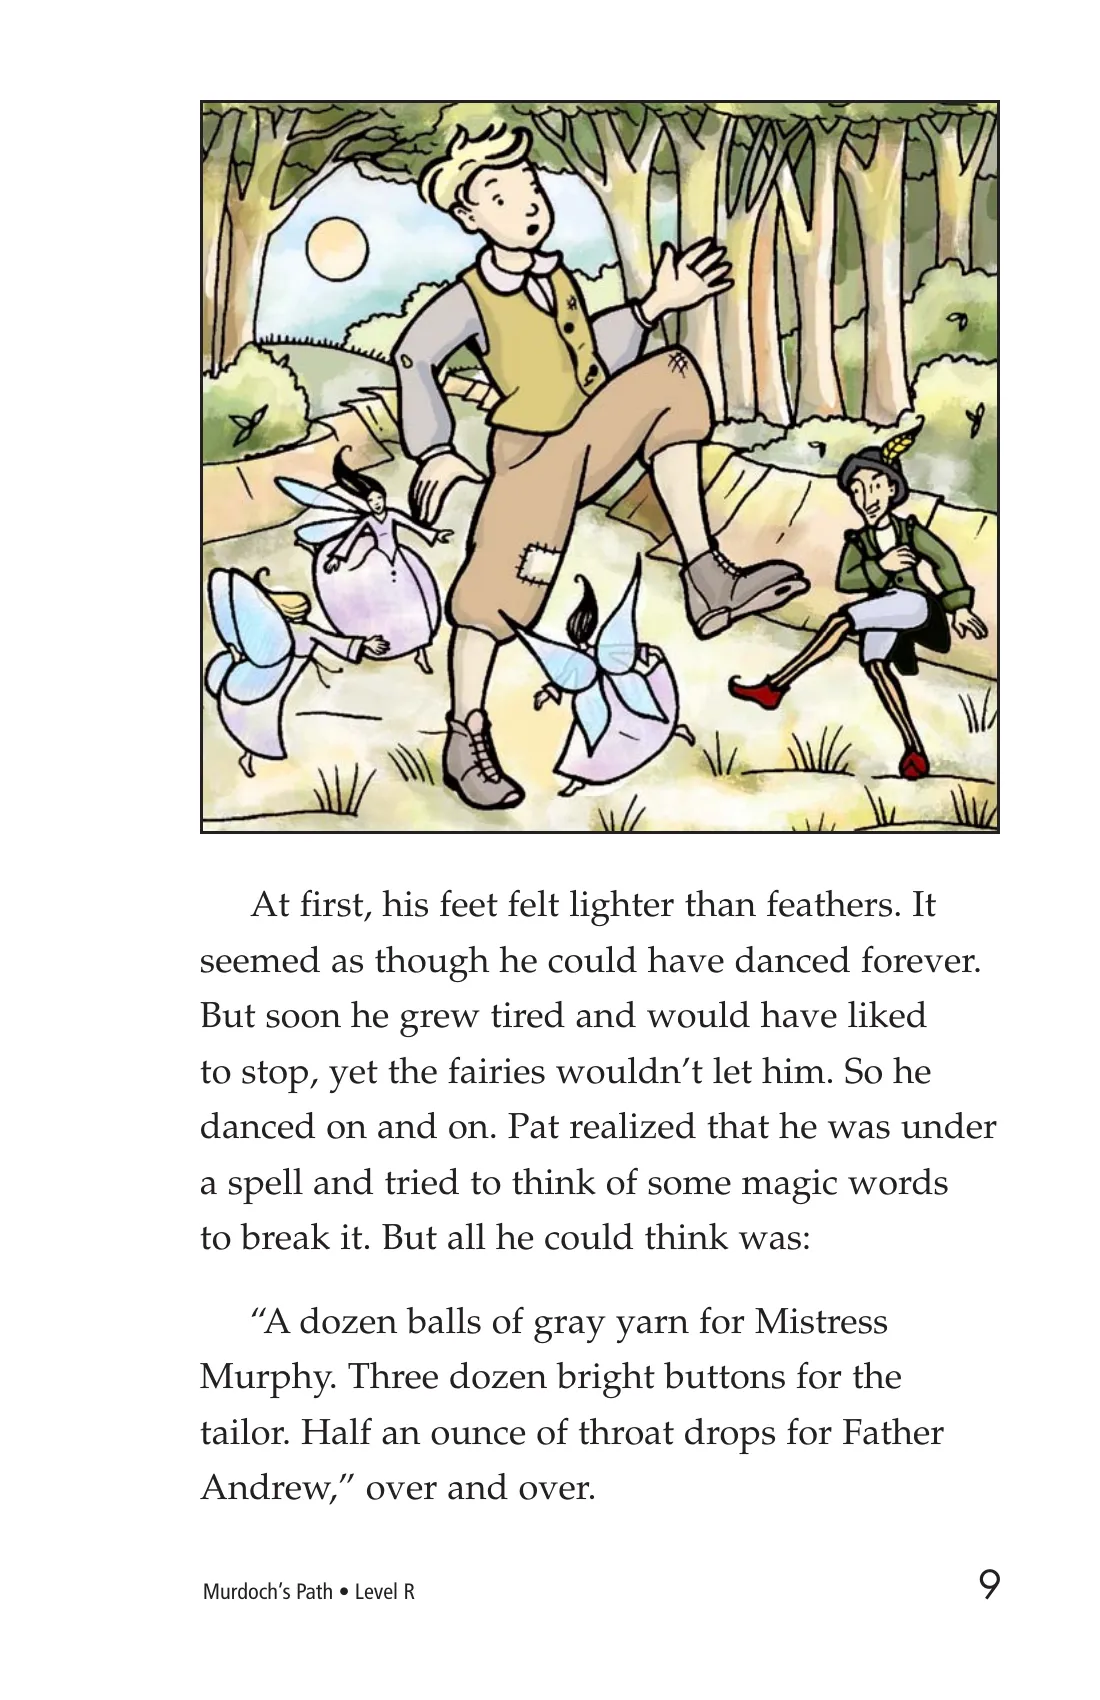 At first, his feet felt lighter than feathers. It
seemed as though he could have danced forever.
But soon he grew tired and would have liked
to stop, yet the fairies wouldn’t let him. So he
danced on and on. Pat realized that he was under
a spell and tried to think of some magic words
to break it. But all he could think was:
“A dozen balls of gray yarn for Mistress
Murphy. Three dozen bright buttons for the
tailor. Half an ounce of throat drops for Father
Andrew,” over and over.
Murdoch’s Path • Level R 9